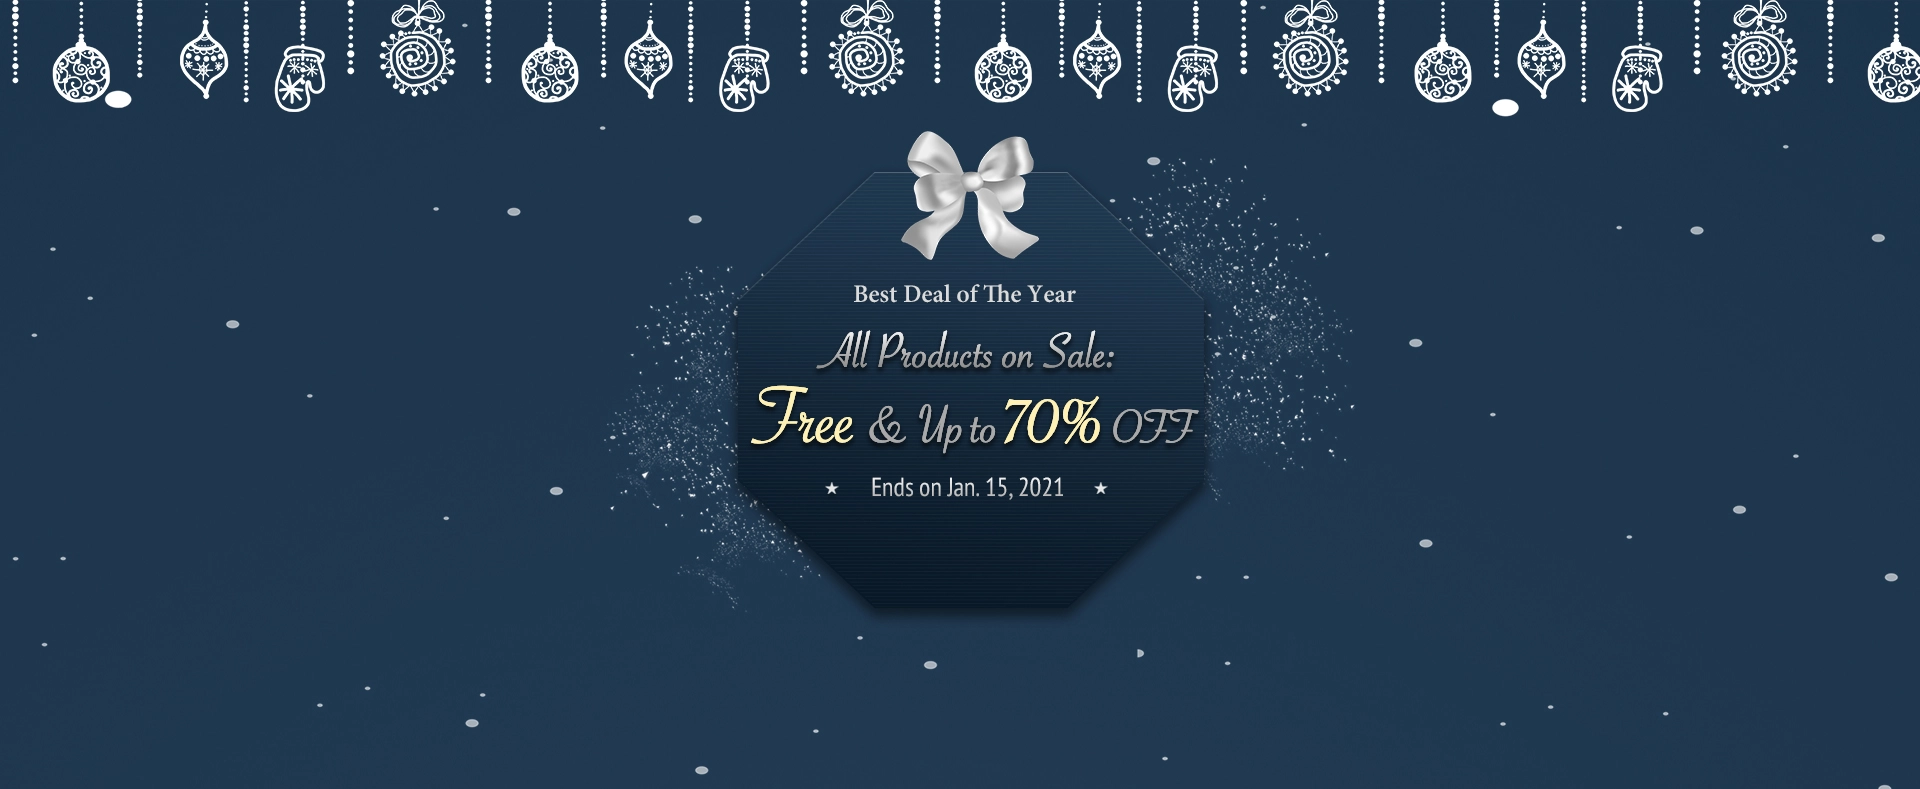 Best Deal of The Year
All Products on Sale:
Free & Up to 70% OFF
★ Ends on Jan. 15, 2021 ★